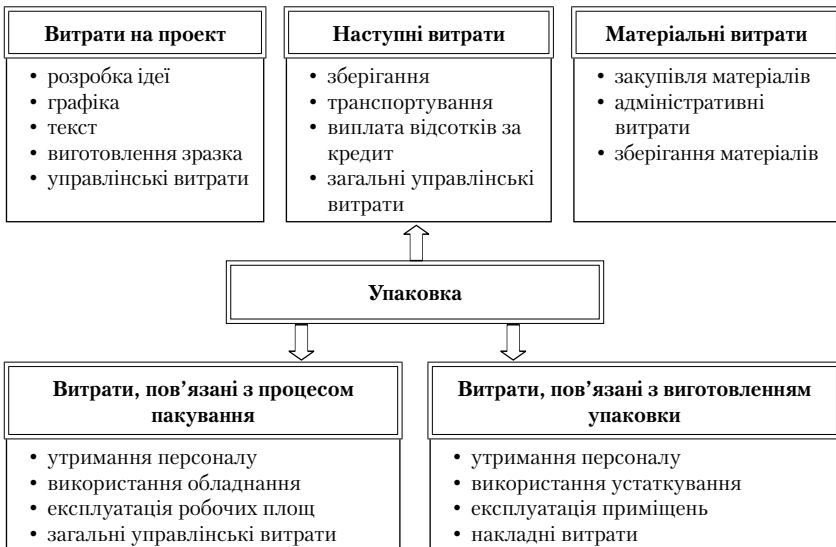 Витрати на проект
• розробка ідеї
• графіка
• текст
• виготовлення зразка
• управлінські витрати
Наступні витрати
• зберігання
• транспортування
• виплата відсотків за
кредит
• загальні управлінські
витрати
Матеріальні витрати
• закупівля матеріалів
• адміністративні
витрати
• зберігання матеріалів
Упаковка
Витрати, пов’язані з процесом
пакування
• утримання персоналу
• використання обладнання
• експлуатація робочих площ
• загальні управлінські витрати
Витрати, пов’язані з виготовленням
упаковки
• утримання персоналу
• використання устаткування
• експлуатація приміщень
• накладні витрати